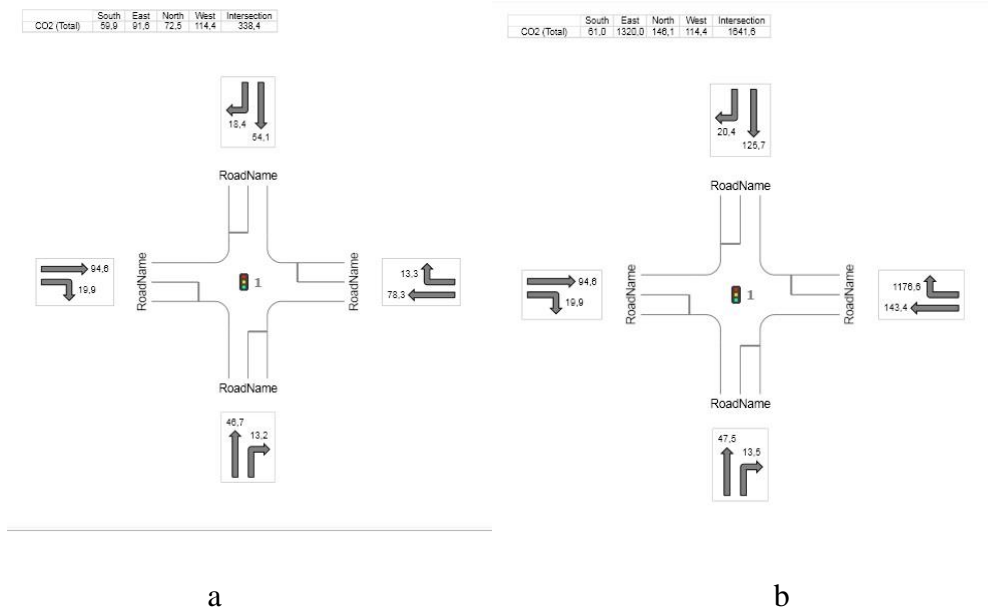 South East North West Intersection
CO2 (Total) 59,9 91,6 72,5 114,4 338,4
18,4
54,1
RoadName
94,6
19,9
RoadName
1
RoadName
13,3
78,3
RoadName
46,7
13,2
a
South East North West Intersection
CO2 (Total) 61,0 1320,0 146,1 114,4 1641,6
20,4
125,7
RoadName
94,6
19,9
RoadName
1
RoadName
1176,6
143,4
RoadName
47,5
13,5
b